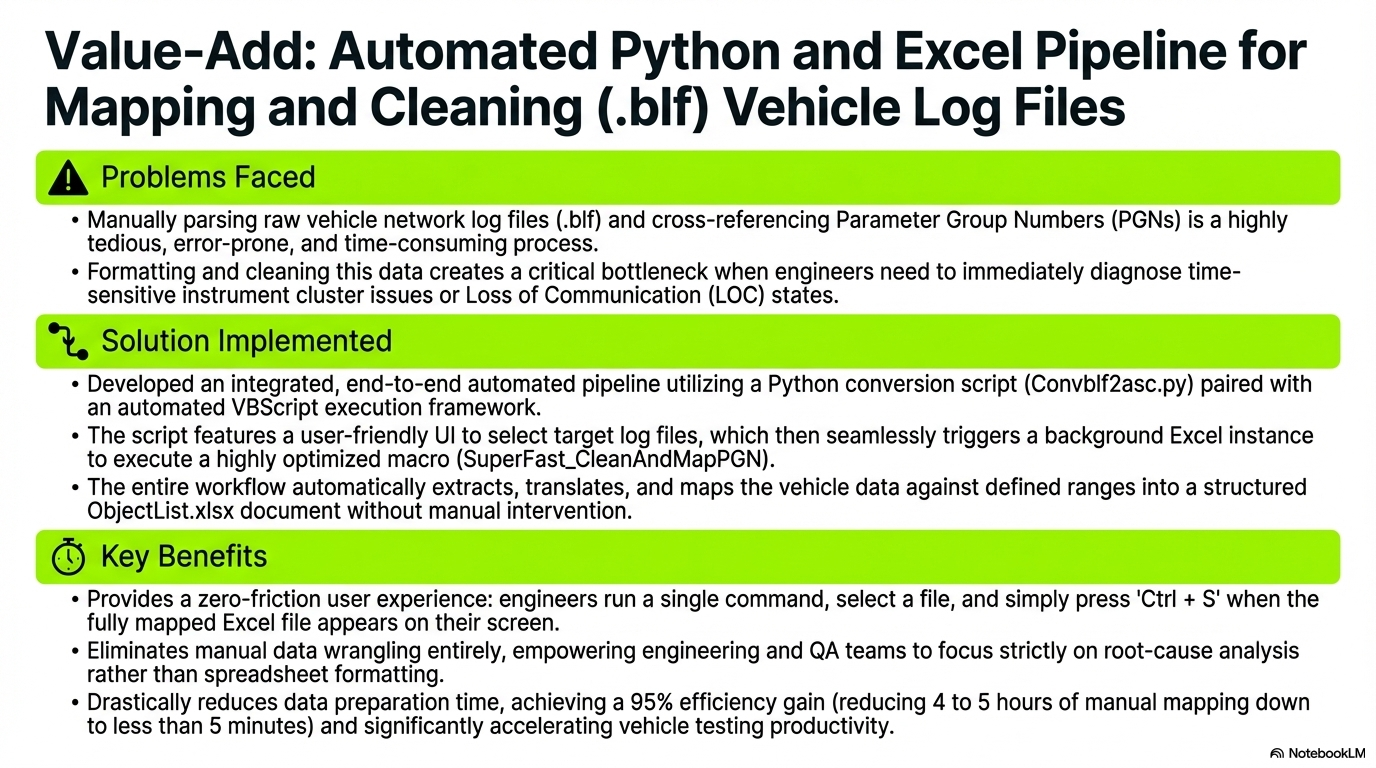 Value-Add: Automated Python and Excel Pipeline for
Mapping and Cleaning (.blf) Vehicle Log Files
Problems Faced
• Manually parsing raw vehicle network log files (.blf) and cross-referencing Parameter Group Numbers (PGNs) is a highly
tedious, error-prone, and time-consuming process.
• Formatting and cleaning this data creates a critical bottleneck when engineers need to immediately diagnose time-
sensitive instrument cluster issues or Loss of Communication (LOC) states.
Solution Implemented
• Developed an integrated, end-to-end automated pipeline utilizing a Python conversion script (Convblf2asc.py) paired with
an automated VBScript execution framework.
• The script features a user-friendly UI to select target log files, which then seamlessly triggers a background Excel instance
to execute a highly optimized macro (SuperFast_CleanAndMapPGN).
• The entire workflow automatically extracts, translates, and maps the vehicle data against defined ranges into a structured
ObjectList.xlsx document without manual intervention.
Key Benefits
• Provides a zero-friction user experience: engineers run a single command, select a file, and simply press 'Ctrl + S' when the
fully mapped Excel file appears on their screen.
• Eliminates manual data wrangling entirely, empowering engineering and QA teams to focus strictly on root-cause analysis
rather than spreadsheet formatting.
• Drastically reduces data preparation time, achieving a 95% efficiency gain (reducing 4 to 5 hours of manual mapping down
to less than 5 minutes) and significantly accelerating vehicle testing productivity.
NotebookLM